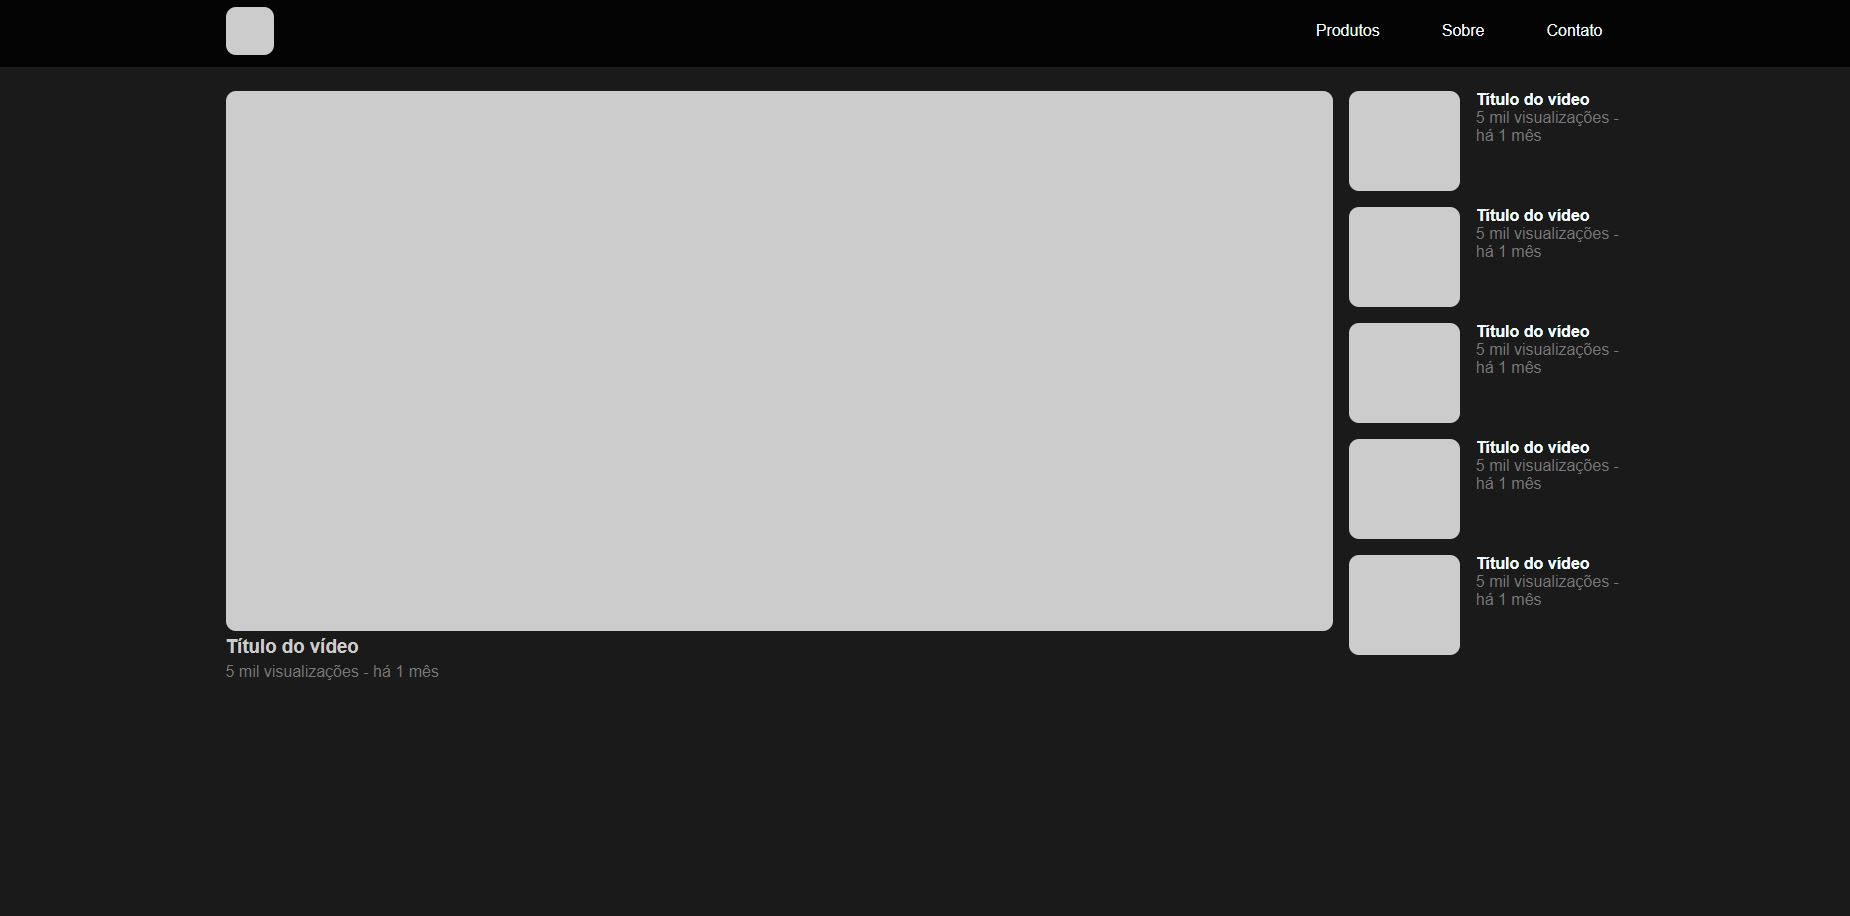 Produtos
Sobre
Contato
Título do vídeo
5 mil visualizações - há 1 mês
Título do vídeo
5 mil visualizações -
há 1 mês
Título do vídeo
5 mil visualizações -
há 1 mês
Título do vídeo
5 mil visualizações -
há 1 mês
Título do vídeo
5 mil visualizações -
há 1 mês
Título do vídeo
5 mil visualizações -
há 1 mês